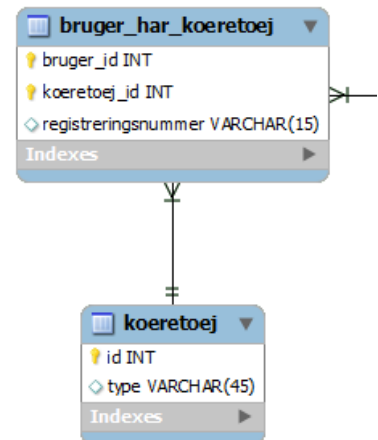 bruger_har_koeretoej
bruger_id INT
koeretoej_id INT
registreringsnummer VARCHAR(15)
Indexes
koeretoej
id INT
type VARCHAR(45)
Indexes